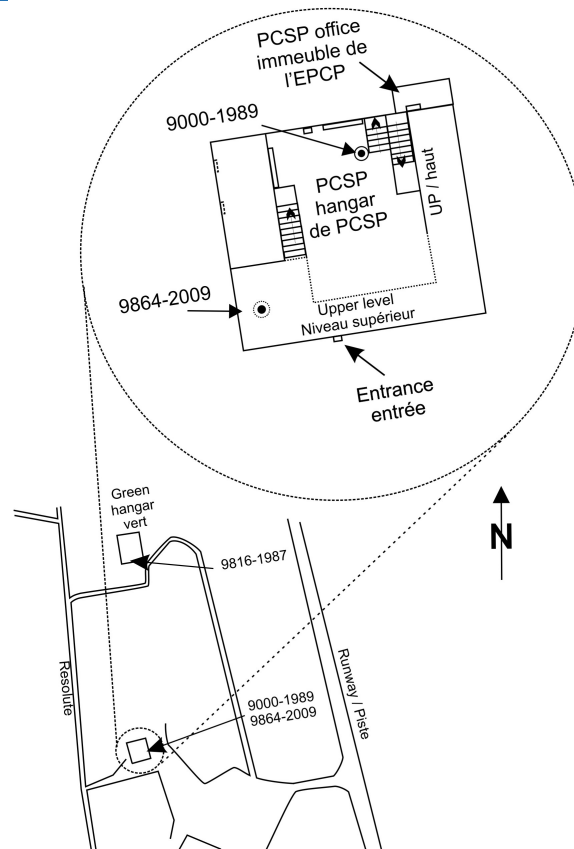 PCSP office
immeuble de
l'EPCP
9000-1989
PCSP
hangar
de PCSP
UP / haut
9864-2009
Upper level
Niveau supérieur
Entrance
entrée
Green
hangar
vert
N
9816-1987
Resolute
Runway / Piste
9000-1989
9864-2009